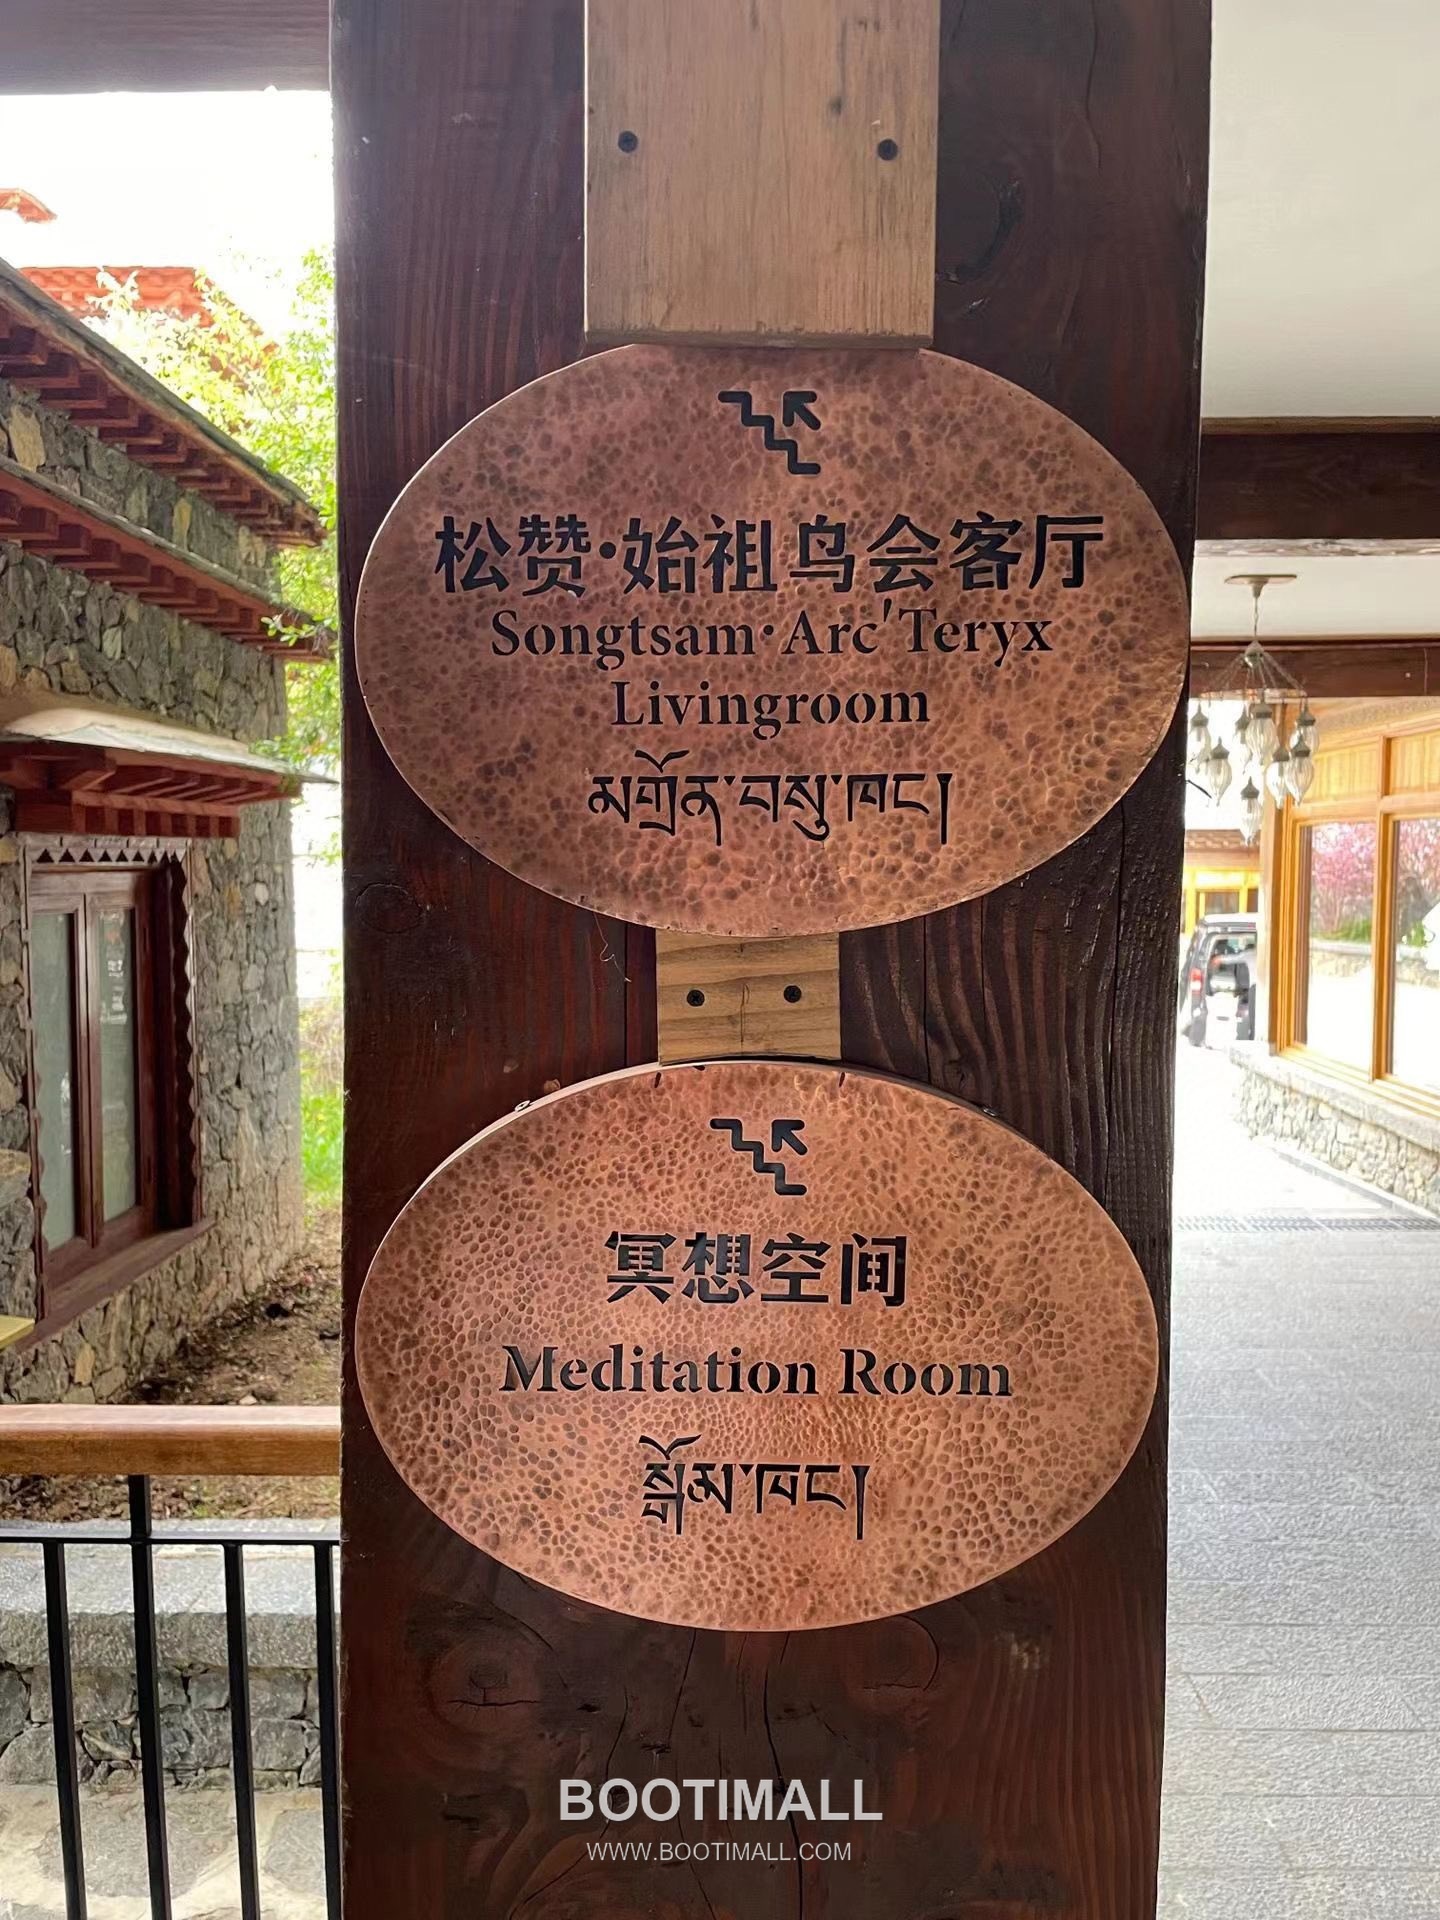 松赞·始祖鸟会客厅
Songtsam·Arc'Teryx
Livingroom
མགྲོན་བསུ་ཁང།
冥想空间
Meditation Room
སྒོམ་ཁང།
BOOTIMALL
WWW.BOOTIMALL.COM